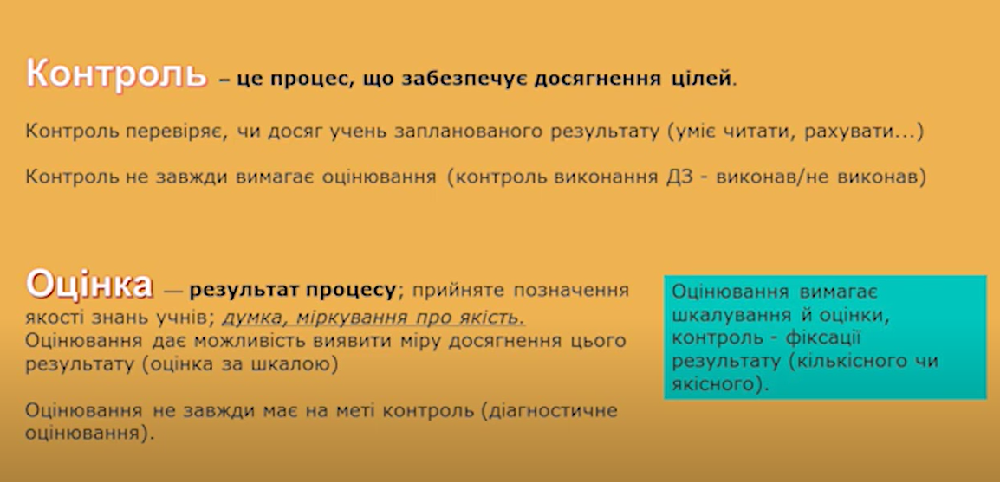 Контроль – це процес, що забезпечує досягнення цілей.
Контроль перевіряє, чи досяг учень запланованого результату (уміє читати, рахувати...)
Контроль не завжди вимагає оцінювання (контроль виконання ДЗ - виконав/не виконав)
Оцінка — результат процесу; прийняте позначення
якості знань учнів; думка, міркування про якість.
Оцінювання дає можливість виявити міру досягнення цього
результату (оцінка за шкалою)
Оцінювання не завжди має на меті контроль (діагностичне
оцінювання).
Оцінювання вимагає
шкалування й оцінки,
контроль - фіксації
результату (кількісного чи
якісного).